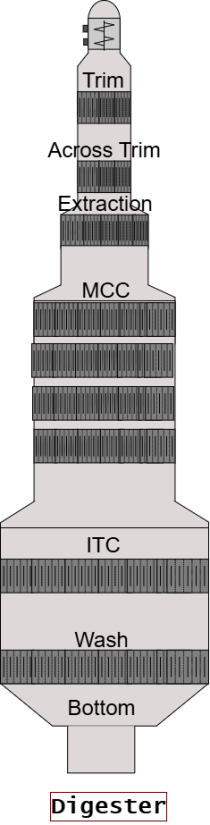 Trim
Across Trim
Extraction
MCC
ITC
Wash
Bottom
Digester